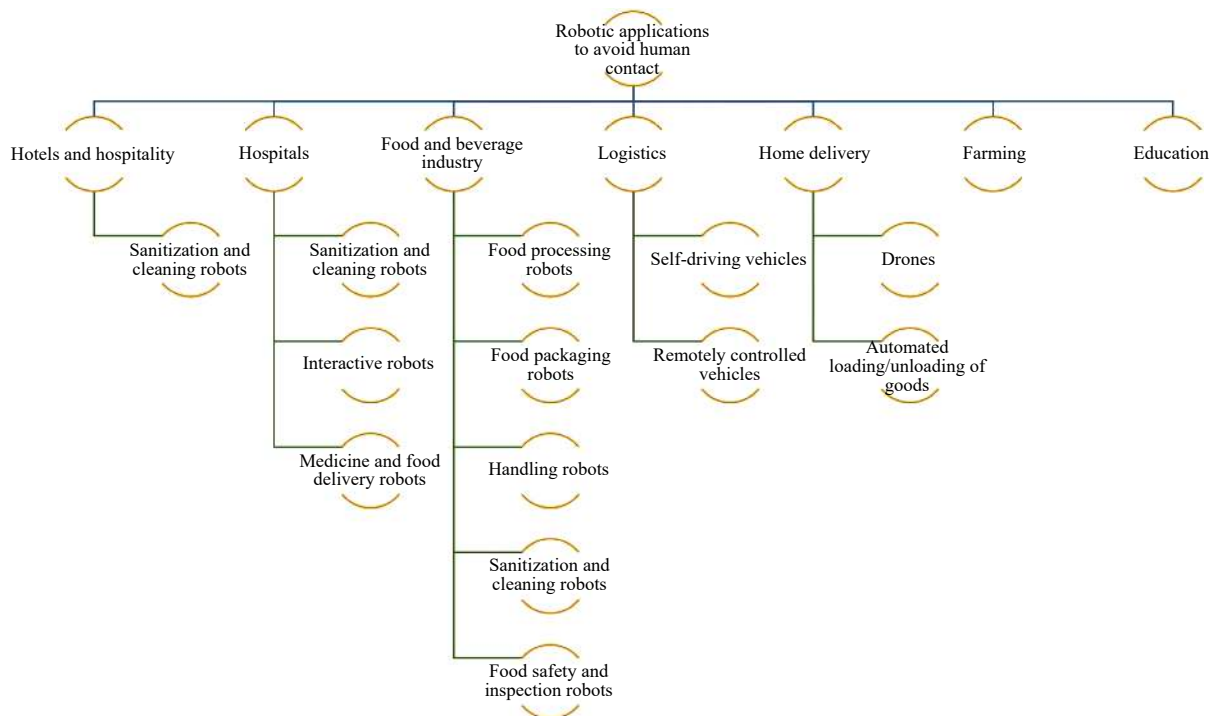 Robotic applications
to avoid human
contact
Hotels and hospitality
Hospitals
Food and beverage
industry
Logistics
Home delivery
Farming
Education
Sanitization and
cleaning robots
Sanitization and
cleaning robots
Food processing
robots
Self-driving vehicles
Drones
Interactive robots
Food packaging
robots
Remotely controlled
vehicles
Automated
loading/unloading of
goods
Medicine and food
delivery robots
Handling robots
Sanitization and
cleaning robots
Food safety and
inspection robots